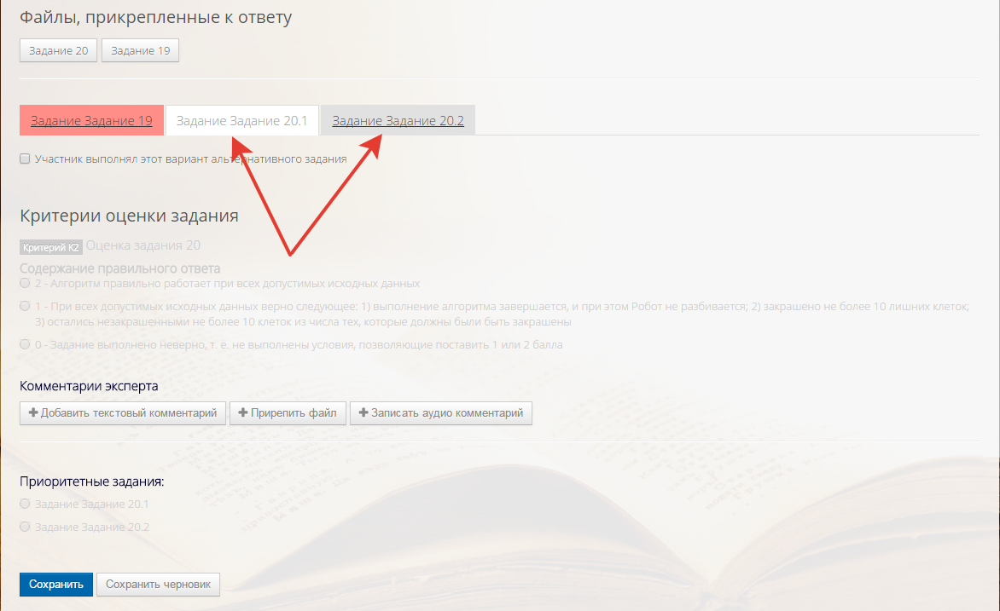 Файлы, прикрепленные к ответу
Задание 20 Задание 19
Задание Задание 19 Задание Задание 20.1 Задание Задание 20.2
Участник выполнял этот вариант альтернативного задания
Критерии оценки задания
Критерий К2 Оценка задания 20
Содержание правильного ответа
2 - Алгоритм правильно работает при всех допустимых исходных данных
1 - При всех допустимых исходных данных верно следующее: 1) выполнение алгоритма завершается, и при этом Робот не разбивается; 2) закрашено не более 10 лишних клеток;
3) остались незакрашенными не более 10 клеток из числа тех, которые должны были быть закрашены
0 - Задание выполнено неверно, т. е. не выполнены условия, позволяющие поставить 1 или 2 балла
Комментарии эксперта
Добавить текстовый комментарий Прирепить файл Записать аудио комментарий
Приоритетные задания:
Задание Задание 20.1
Задание Задание 20.2
Сохранить Сохранить черновик